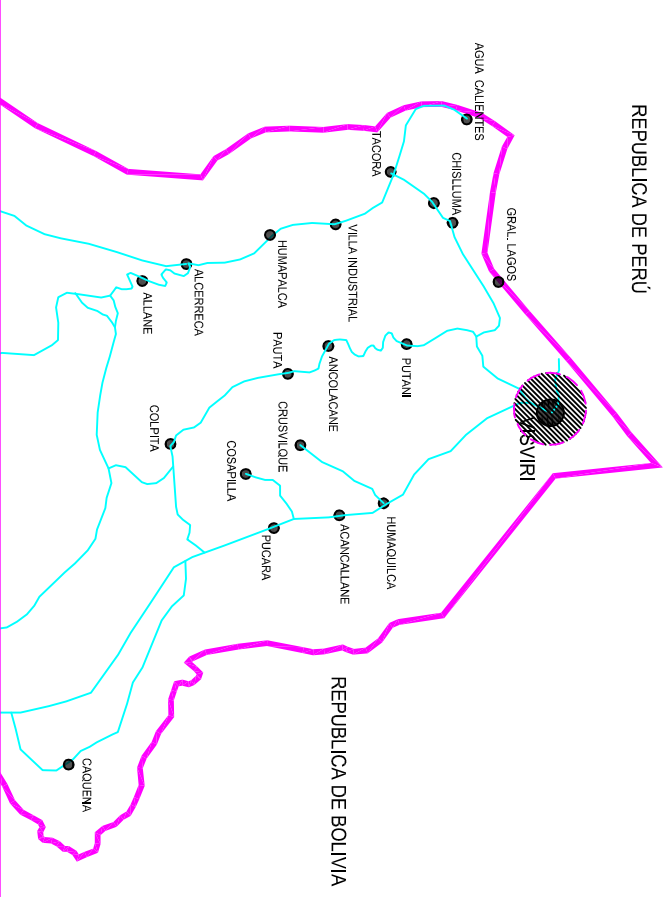 REPUBLICA DE PERÚ
AGUA CALIENTES
CHISLLUMA
TACORA
GRAL. LAGOS
VILLA INDUSTRIAL
HUMAPALCA
ALCERRECA
ALLANE
PUTANI
ANCOLACANE
PAUTA
VISVIRI
CRUSVILQUE
COLPITA
COSAPILLA
HUMAQUILCA
ACANCALLANE
PUCARA
REPUBLICA DE BOLIVIA
CAQUENA